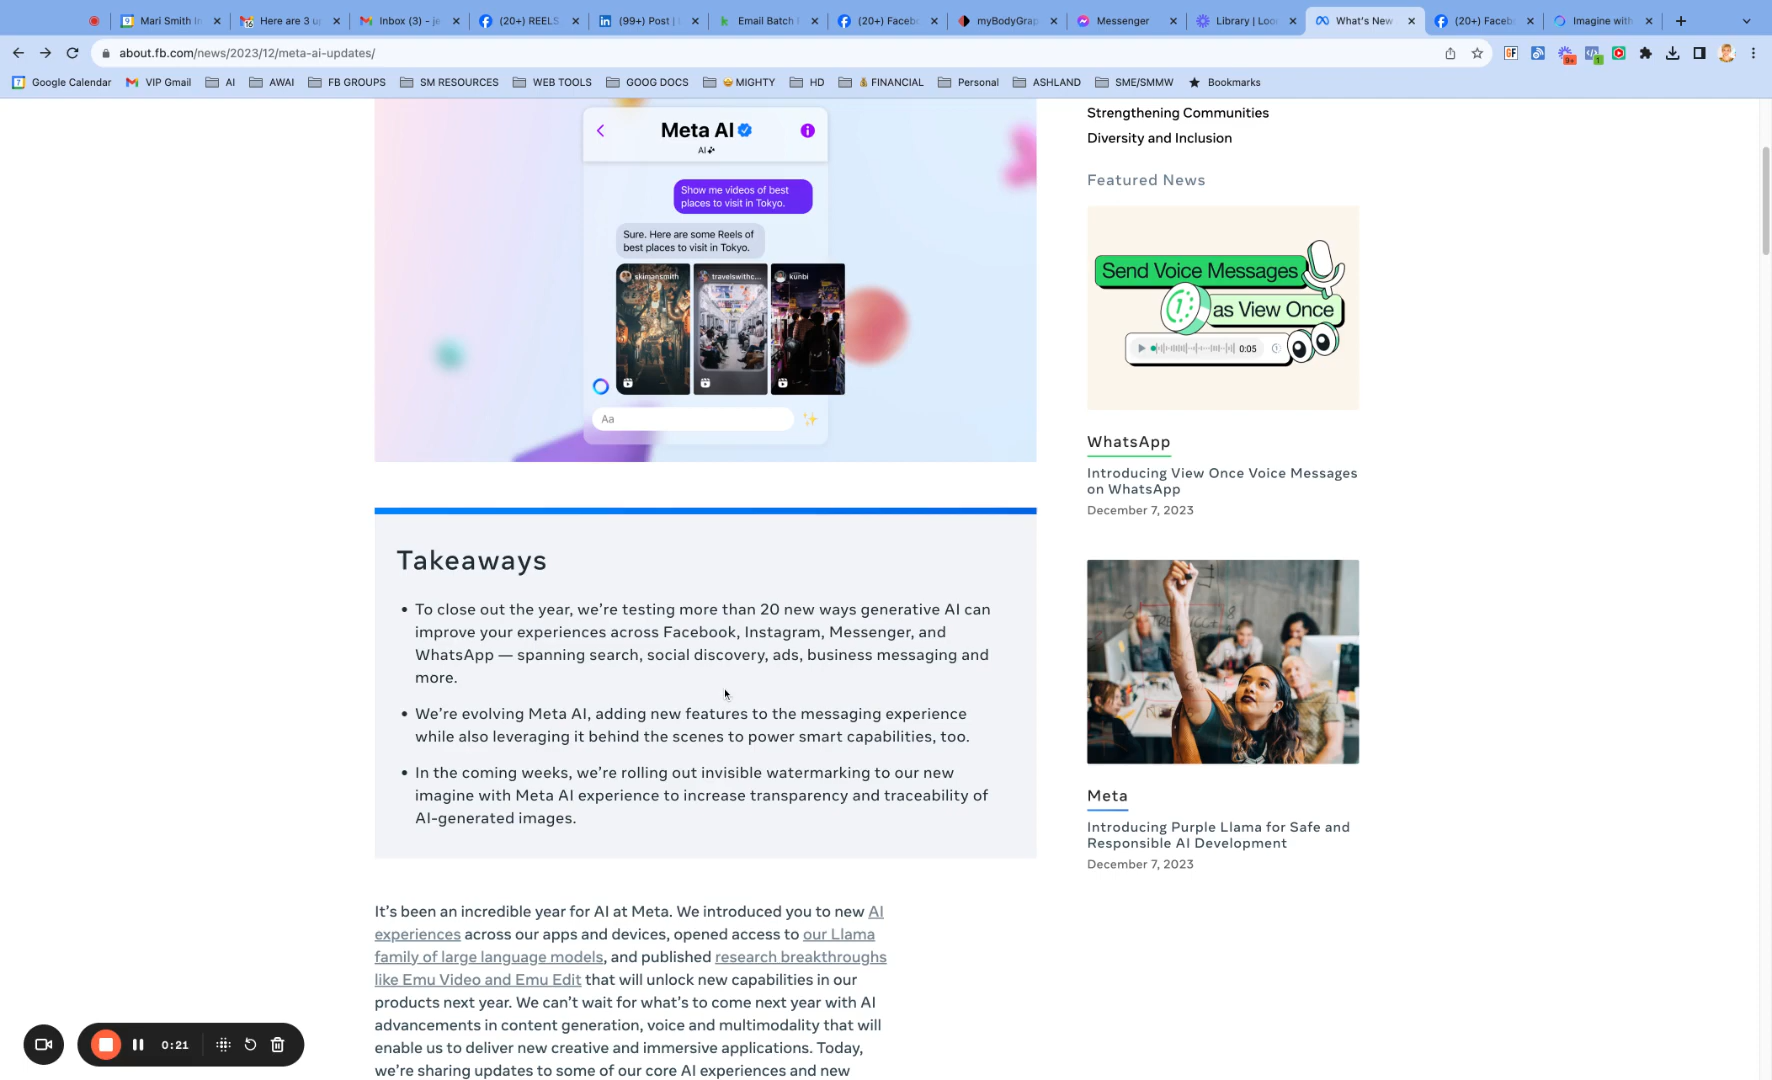 Mari Smith In
Here are 3 u
Inbox (3) - je
(20+) REELS
(99+) Post |
Email Batch
(20+) Faceb
myBodyGrap
Messenger
Library | Loo
What's New
(20+) Faceb
Imagine with
about.fb.com/news/2023/12/meta-ai-updates/
Google Calendar
VIP Gmail
AI
AWAI
FB GROUPS
SM RESOURCES
WEB TOOLS
GOOG DOCS
MIGHTY
HD
FINANCIAL
Personal
ASHLAND
SME/SMMW
Bookmarks
Meta AI
AI
Show me videos of best
places to visit in Tokyo.
Sure. Here are some Reels of
best places to visit in Tokyo.
skimansmith
travelswithc...
kunbi
Aa
Takeaways
• To close out the year, we're testing more than 20 new ways generative AI can
improve your experiences across Facebook, Instagram, Messenger, and
WhatsApp — spanning search, social discovery, ads, business messaging and
more.
• We're evolving Meta AI, adding new features to the messaging experience
while also leveraging it behind the scenes to power smart capabilities, too.
• In the coming weeks, we're rolling out invisible watermarking to our new
imagine with Meta AI experience to increase transparency and traceability of
AI-generated images.
It's been an incredible year for AI at Meta. We introduced you to new AI
experiences across our apps and devices, opened access to our Llama
family of large language models, and published research breakthroughs
like Emu Video and Emu Edit that will unlock new capabilities in our
products next year. We can't wait for what's to come next year with AI
advancements in content generation, voice and multimodality that will
enable us to deliver new creative and immersive applications. Today,
we're sharing updates to some of our core AI experiences and new
Strengthening Communities
Diversity and Inclusion
Featured News
Send Voice Messages
as View Once
0:05
WhatsApp
Introducing View Once Voice Messages
on WhatsApp
December 7, 2023
Meta
Introducing Purple Llama for Safe and
Responsible AI Development
December 7, 2023
0:21